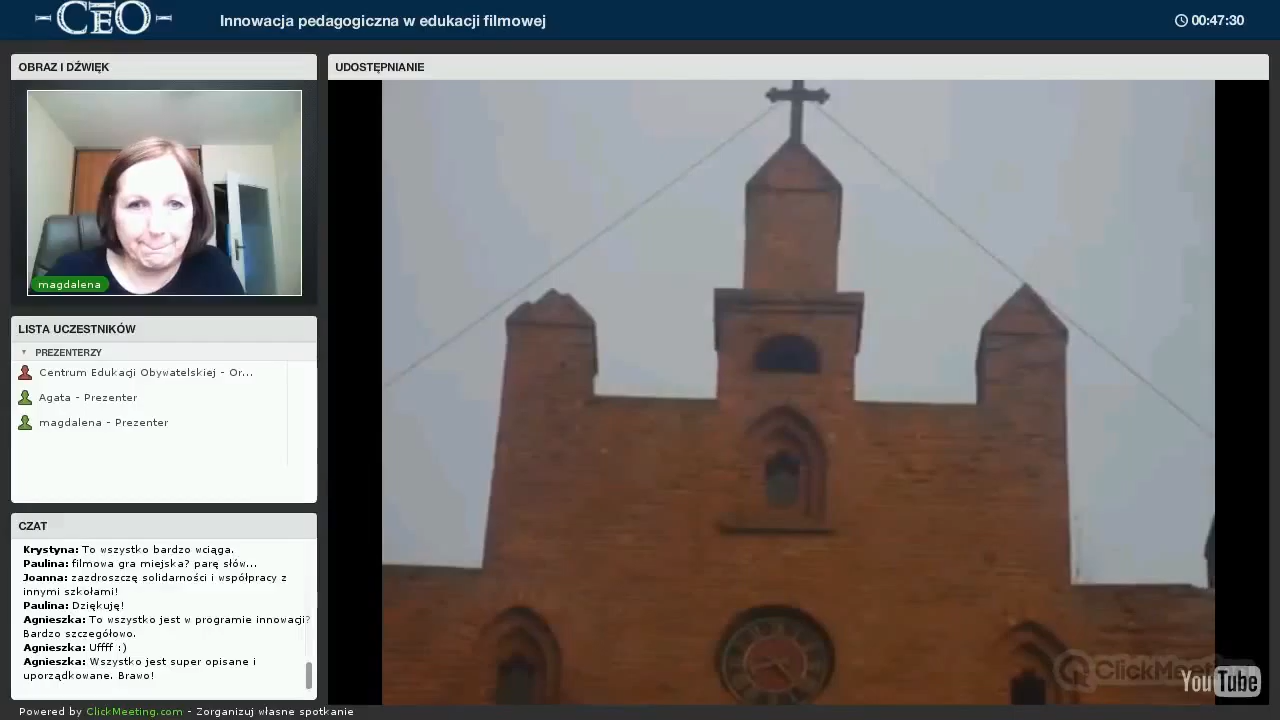 CEO
Innowacja pedagogiczna w edukacji filmowej
00:47:30
OBRAZ I DŹWIĘK
UDOSTĘPNIANIE
magdalena
LISTA UCZESTNIKÓW
PREZENTERZY
Centrum Edukacji Obywatelskiej - Or...
Agata - Prezenter
magdalena - Prezenter
CZAT
Krystyna: To wszystko bardzo wciąga.
Paulina: filmowa gra miejska? parę słów...
Joanna: zazdroszczę solidarności i współpracy z
innymi szkołami!
Paulina: Dziękuję!
Agnieszka: To wszystko jest w programie innowacji?
Bardzo szczegółowo.
Agnieszka: Uffff :)
Agnieszka: Wszystko jest super opisane i
uporządkowane. Brawo!
ClickMeeting
YouTube
Powered by ClickMeeting.com - Zorganizuj własne spotkanie